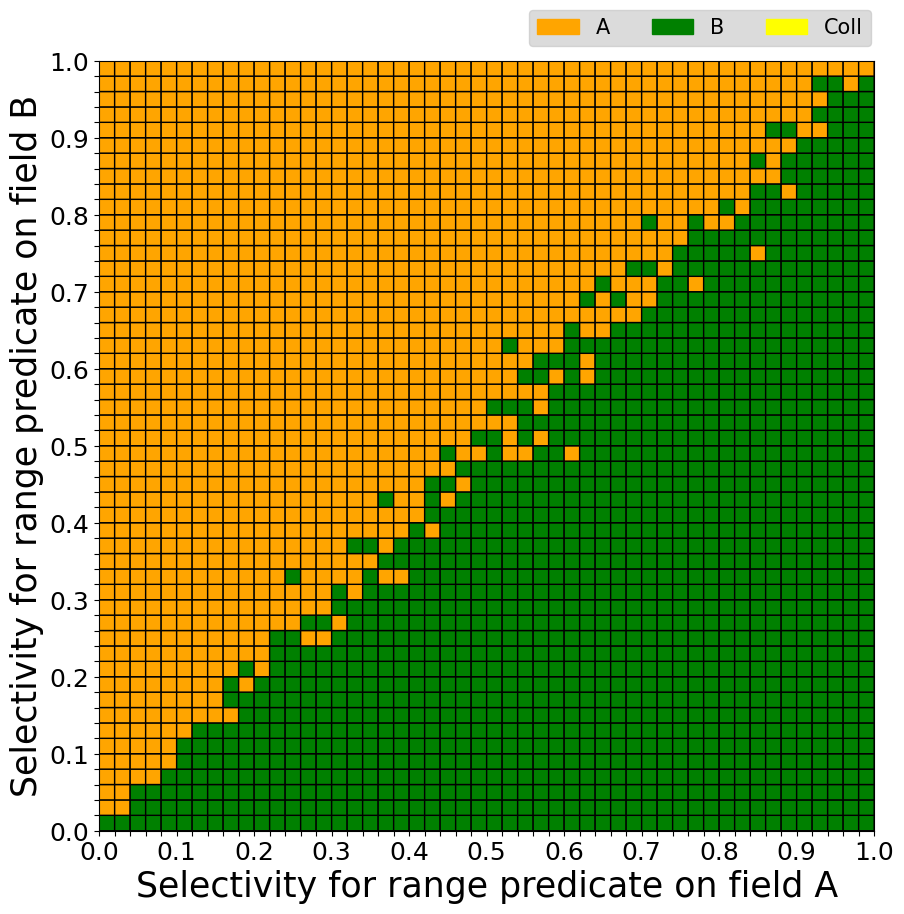 A B Coll
1.0
0.9
0.8
0.7
0.6
0.5
0.4
0.3
0.2
0.1
0.0
Selectivity for range predicate on field B
0.0 0.1 0.2 0.3 0.4 0.5 0.6 0.7 0.8 0.9 1.0
Selectivity for range predicate on field A